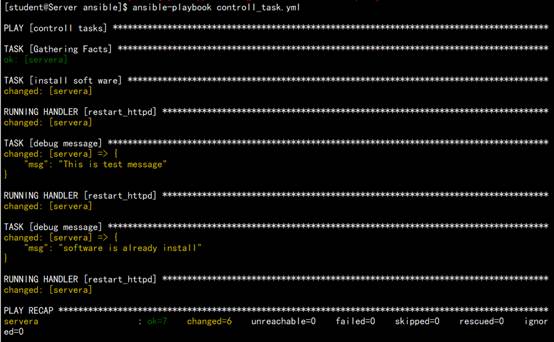 [student@Server ansible]$ ansible-playbook controll_task.yml
PLAY [controll tasks] ******************************************************************************************
TASK [Gathering Facts] *****************************************************************************************
ok: [servera]
TASK [install soft ware] ***************************************************************************************
changed: [servera]
RUNNING HANDLER [restart_httpd] ********************************************************************************
changed: [servera]
TASK [debug message] *******************************************************************************************
changed: [servera] => {
"msg": "This is test message"
}
RUNNING HANDLER [restart_httpd] ********************************************************************************
changed: [servera]
TASK [debug message] *******************************************************************************************
changed: [servera] => {
"msg": "software is already install"
}
RUNNING HANDLER [restart_httpd] ********************************************************************************
changed: [servera]
PLAY RECAP *****************************************************************************************************
servera : ok=7 changed=6 unreachable=0 failed=0 skipped=0 rescued=0 ignor
ed=0